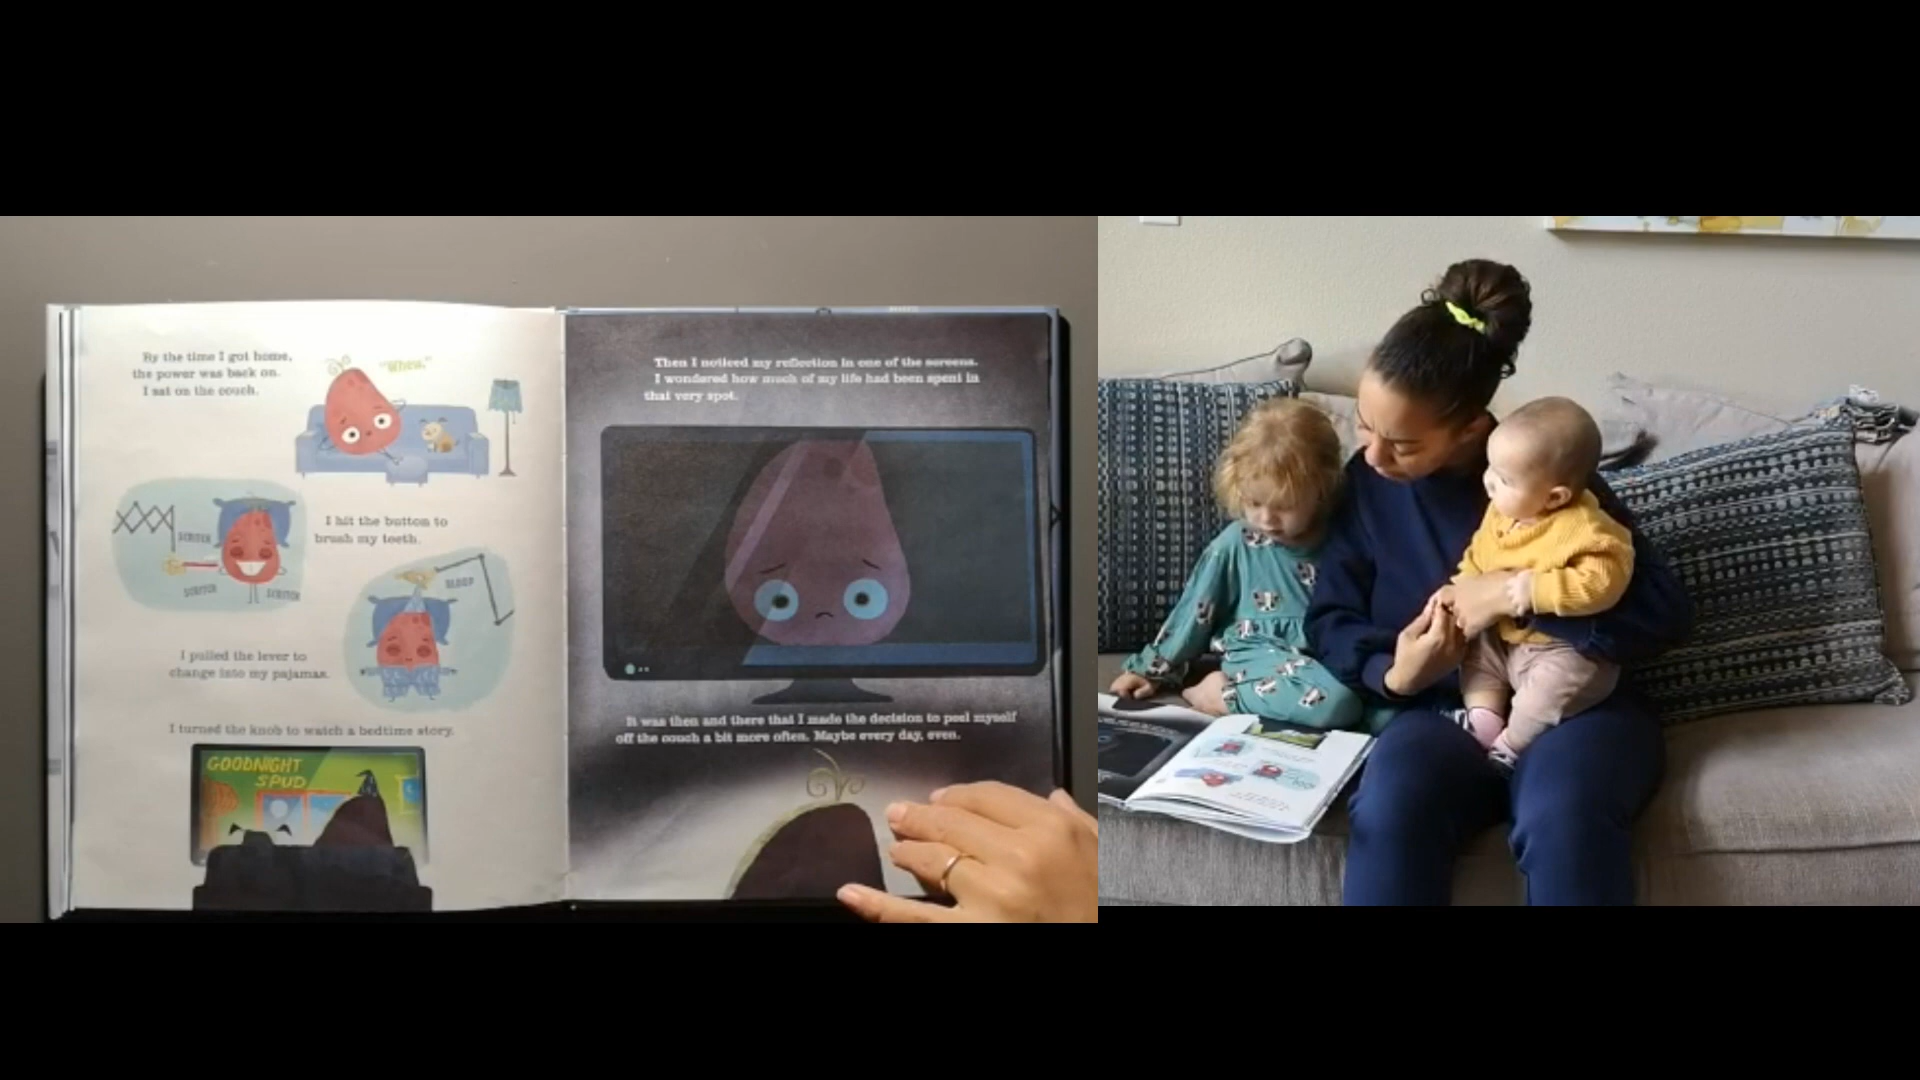 By the time I got home,
the power was back on.
I sat on the couch.
"Whew."
I hit the button to
brush my teeth.
SCRITCH
SCRITCH
SCRITCH
BLOOP
I pulled the lever to
change into my pajamas.
I turned the knob to watch a bedtime story.
GOODNIGHT
SPUD
Then I noticed my reflection in one of the screens.
I wondered how much of my life had been spent in
that very spot.
It was then and there that I made the decision to peel myself
off the couch a bit more often. Maybe every day, even.